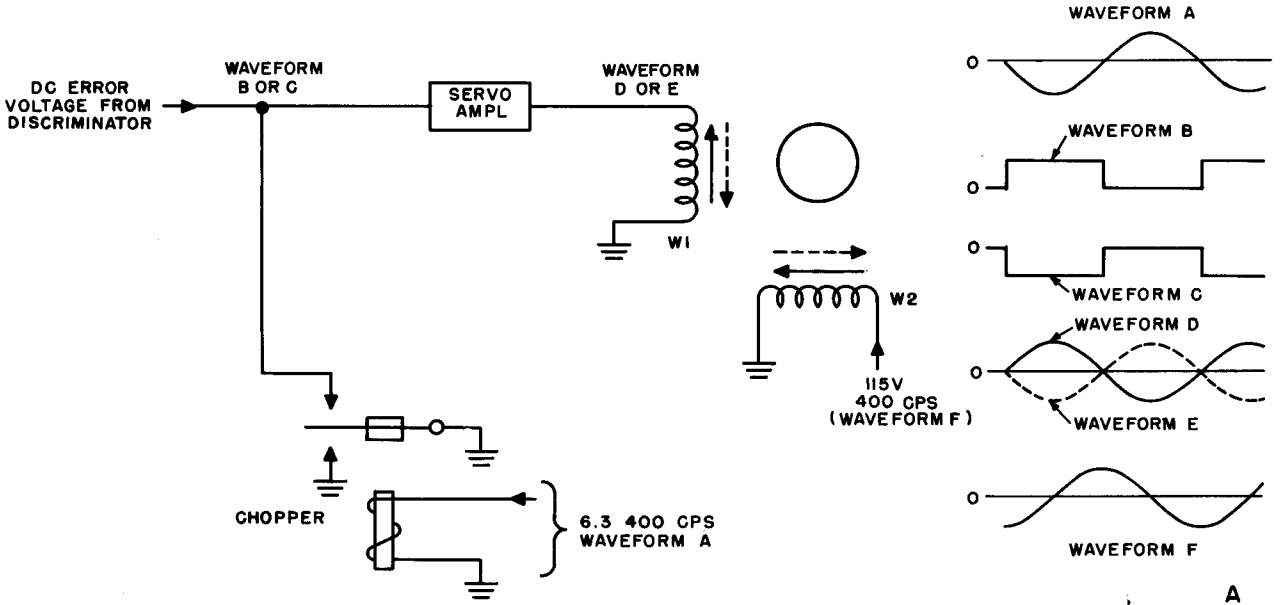 WAVEFORM A
0
DC ERROR
VOLTAGE FROM
DISCRIMINATOR
WAVEFORM
B OR C
SERVO
AMPL
WAVEFORM
D OR E
W1
W2
115V
400 CPS
(WAVEFORM F)
WAVEFORM B
0
0
WAVEFORM C
WAVEFORM D
0
WAVEFORM E
0
WAVEFORM F
CHOPPER
6.3 400 CPS
WAVEFORM A
A